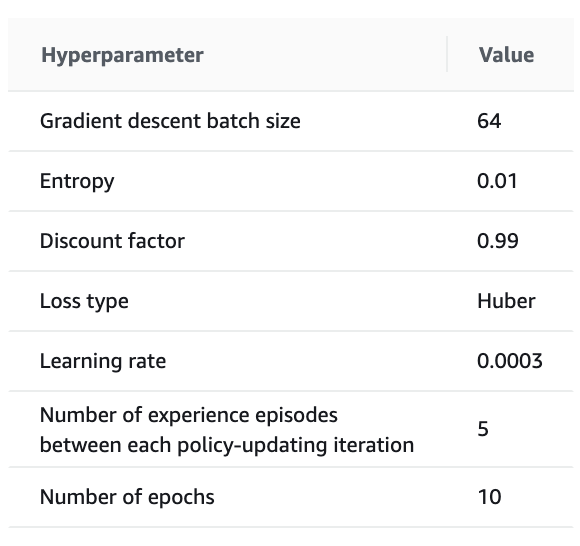 Hyperparameter Value
Gradient descent batch size 64
Entropy 0.01
Discount factor 0.99
Loss type Huber
Learning rate 0.0003
Number of experience episodes
between each policy-updating iteration 5
Number of epochs 10